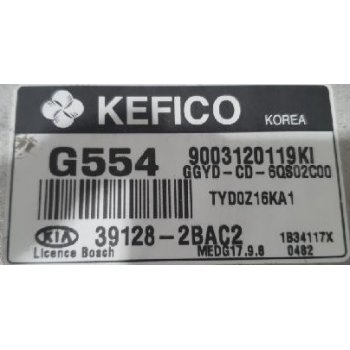 KEFICO KOREA
G554 9003120119KI
GGYD-CD-6QS02C00
TYD0Z16KA1
KIA 39128-2BAC2 1B34117X
Licence Bosch MEDG17.9.8 0482